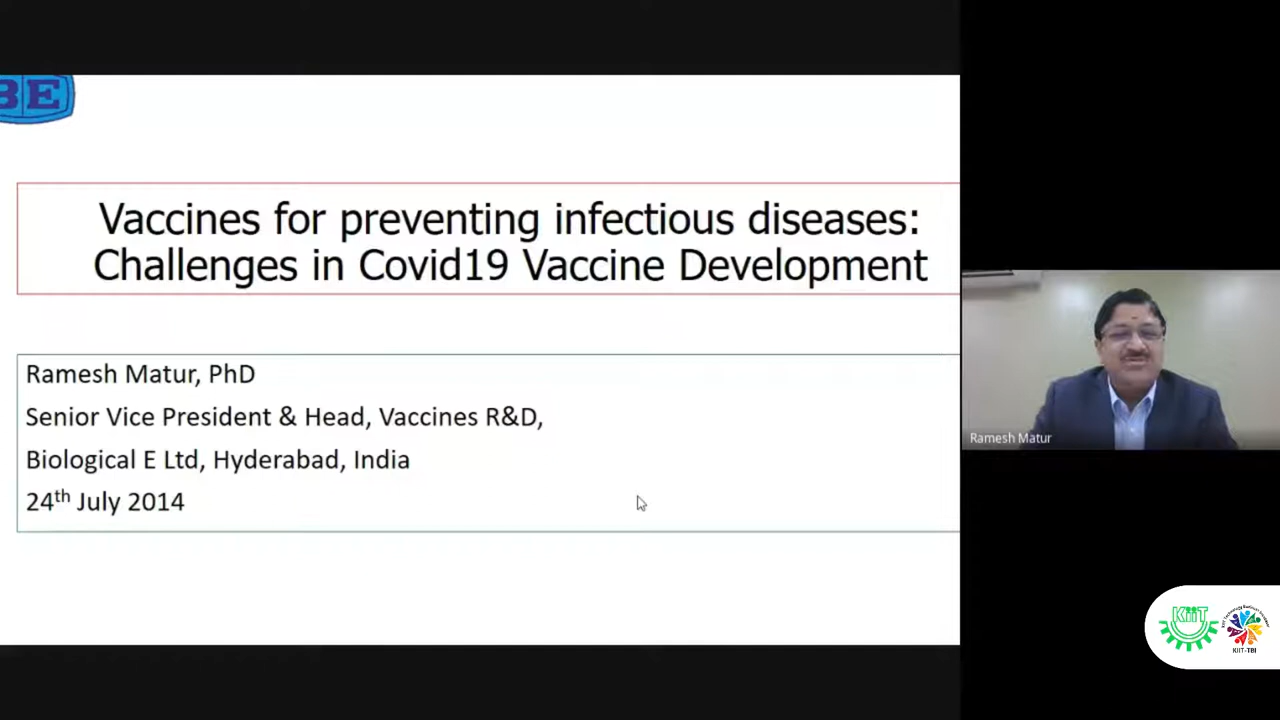 BE
Vaccines for preventing infectious diseases:
Challenges in Covid19 Vaccine Development
Ramesh Matur, PhD
Senior Vice President & Head, Vaccines R&D,
Biological E Ltd, Hyderabad, India
24th July 2014
Ramesh Matur
KiiT
KIIT-TBI